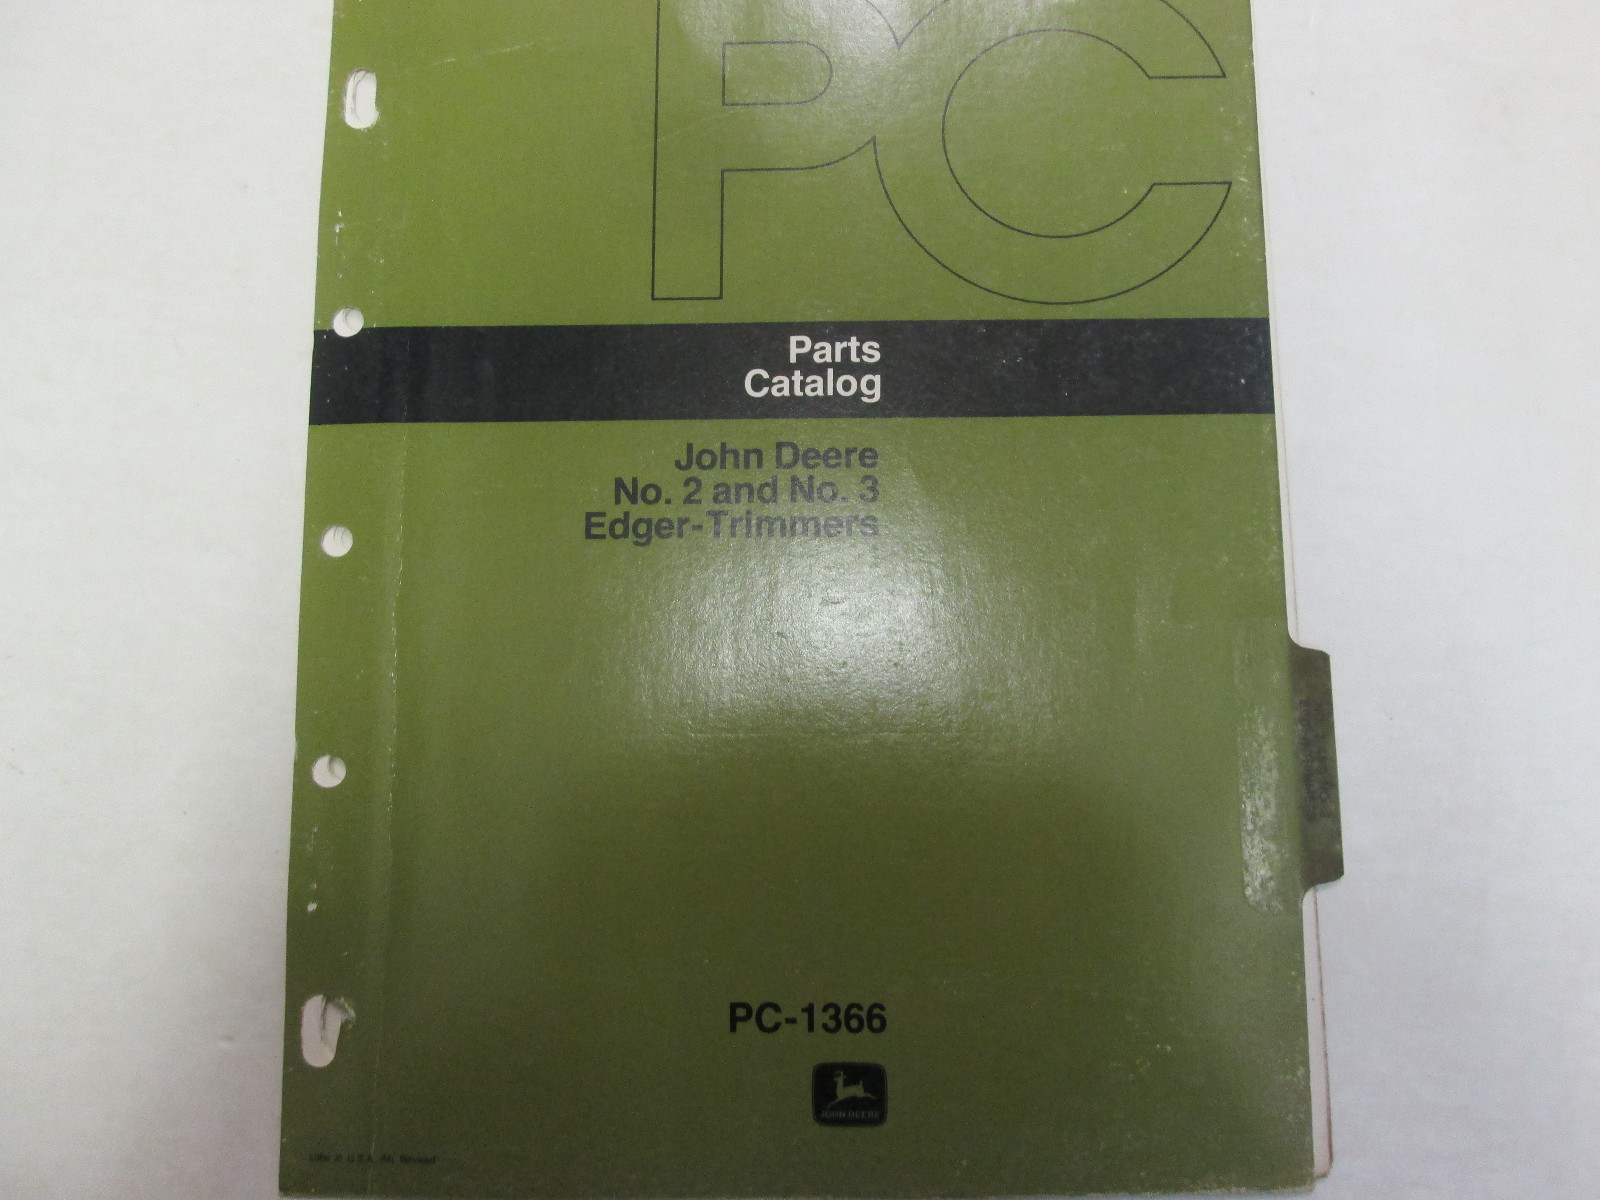 PC
Parts
Catalog
John Deere
No. 2 and No. 3
Edger-Trimmers
PC-1366
JOHN DEERE
U.S.A.